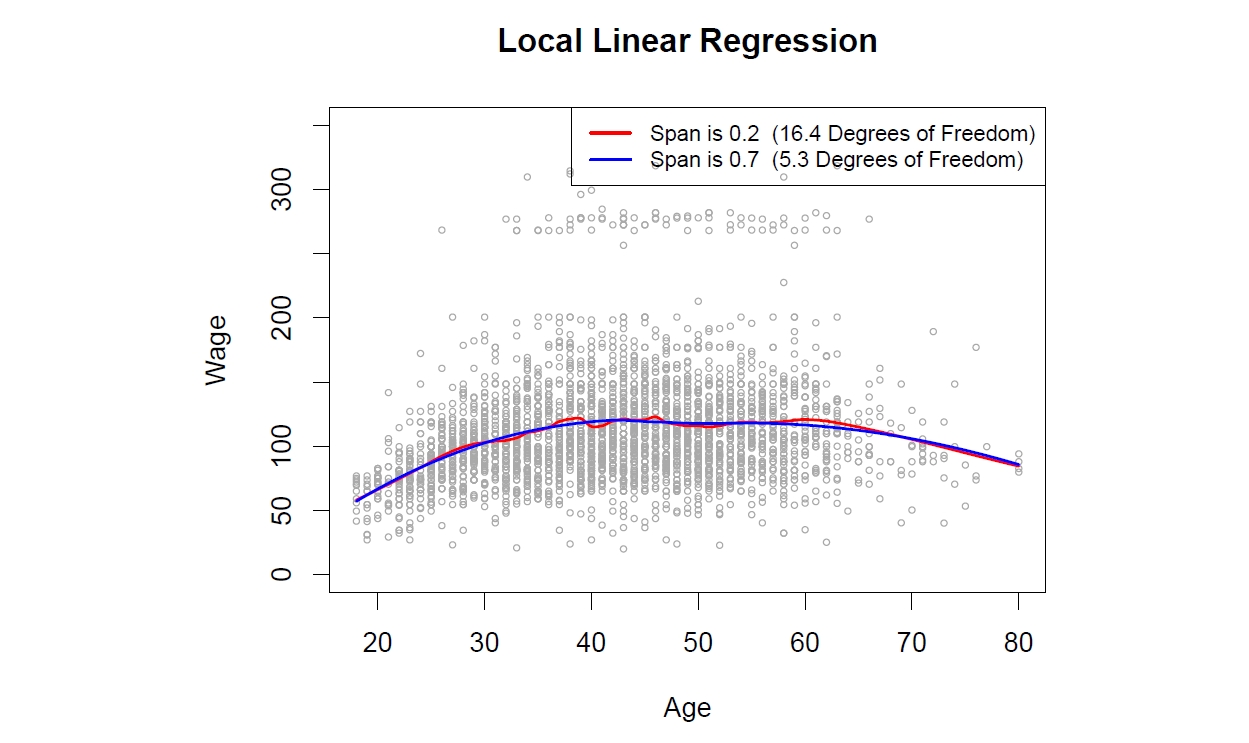 Local Linear Regression
Span is 0.2 (16.4 Degrees of Freedom)
Span is 0.7 (5.3 Degrees of Freedom)
300
200
100
50
0
Wage
20 30 40 50 60 70 80
Age